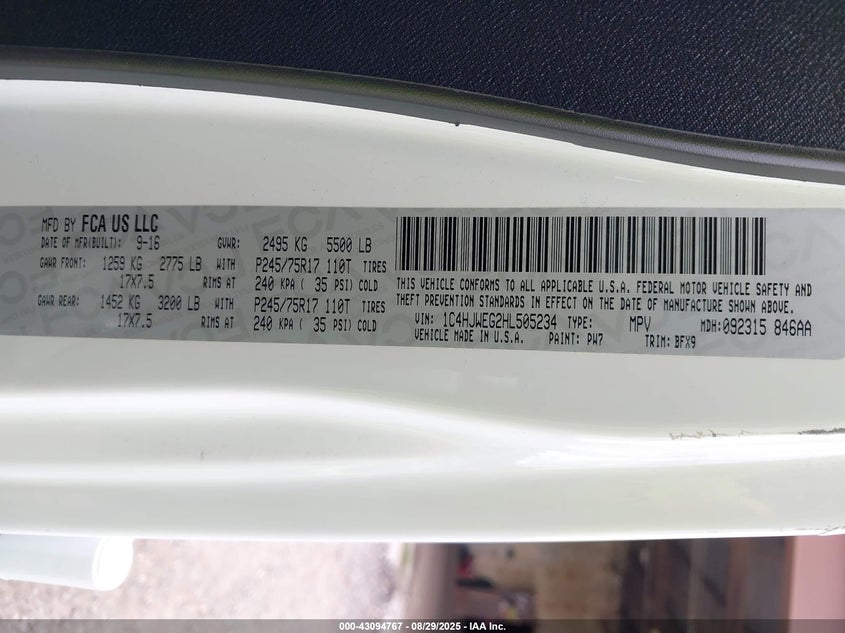 MFD BY FCA US LLC
DATE OF MFR(BUILT): 9-16 GVWR: 2495 KG 5500 LB
GAWR FRONT: 1259 KG 2775 LB WITH P245/75R17 110T TIRES
17X7.5 RIMS AT 240 KPA ( 35 PSI) COLD
GAWR REAR: 1452 KG 3200 LB WITH P245/75R17 110T TIRES
17X7.5 RIMS AT 240 KPA ( 35 PSI) COLD
THIS VEHICLE CONFORMS TO ALL APPLICABLE U.S.A. FEDERAL MOTOR VEHICLE SAFETY AND
THEFT PREVENTION STANDARDS IN EFFECT ON THE DATE OF MANUFACTURE SHOWN ABOVE.
VIN: 1C4HJWEG2HL505234 TYPE: MPV MDH:092315 846AA
VEHICLE MADE IN U.S.A. PAINT: PW7 TRIM: BFX9
000-43094767 - 08/29/2025 - IAA Inc.